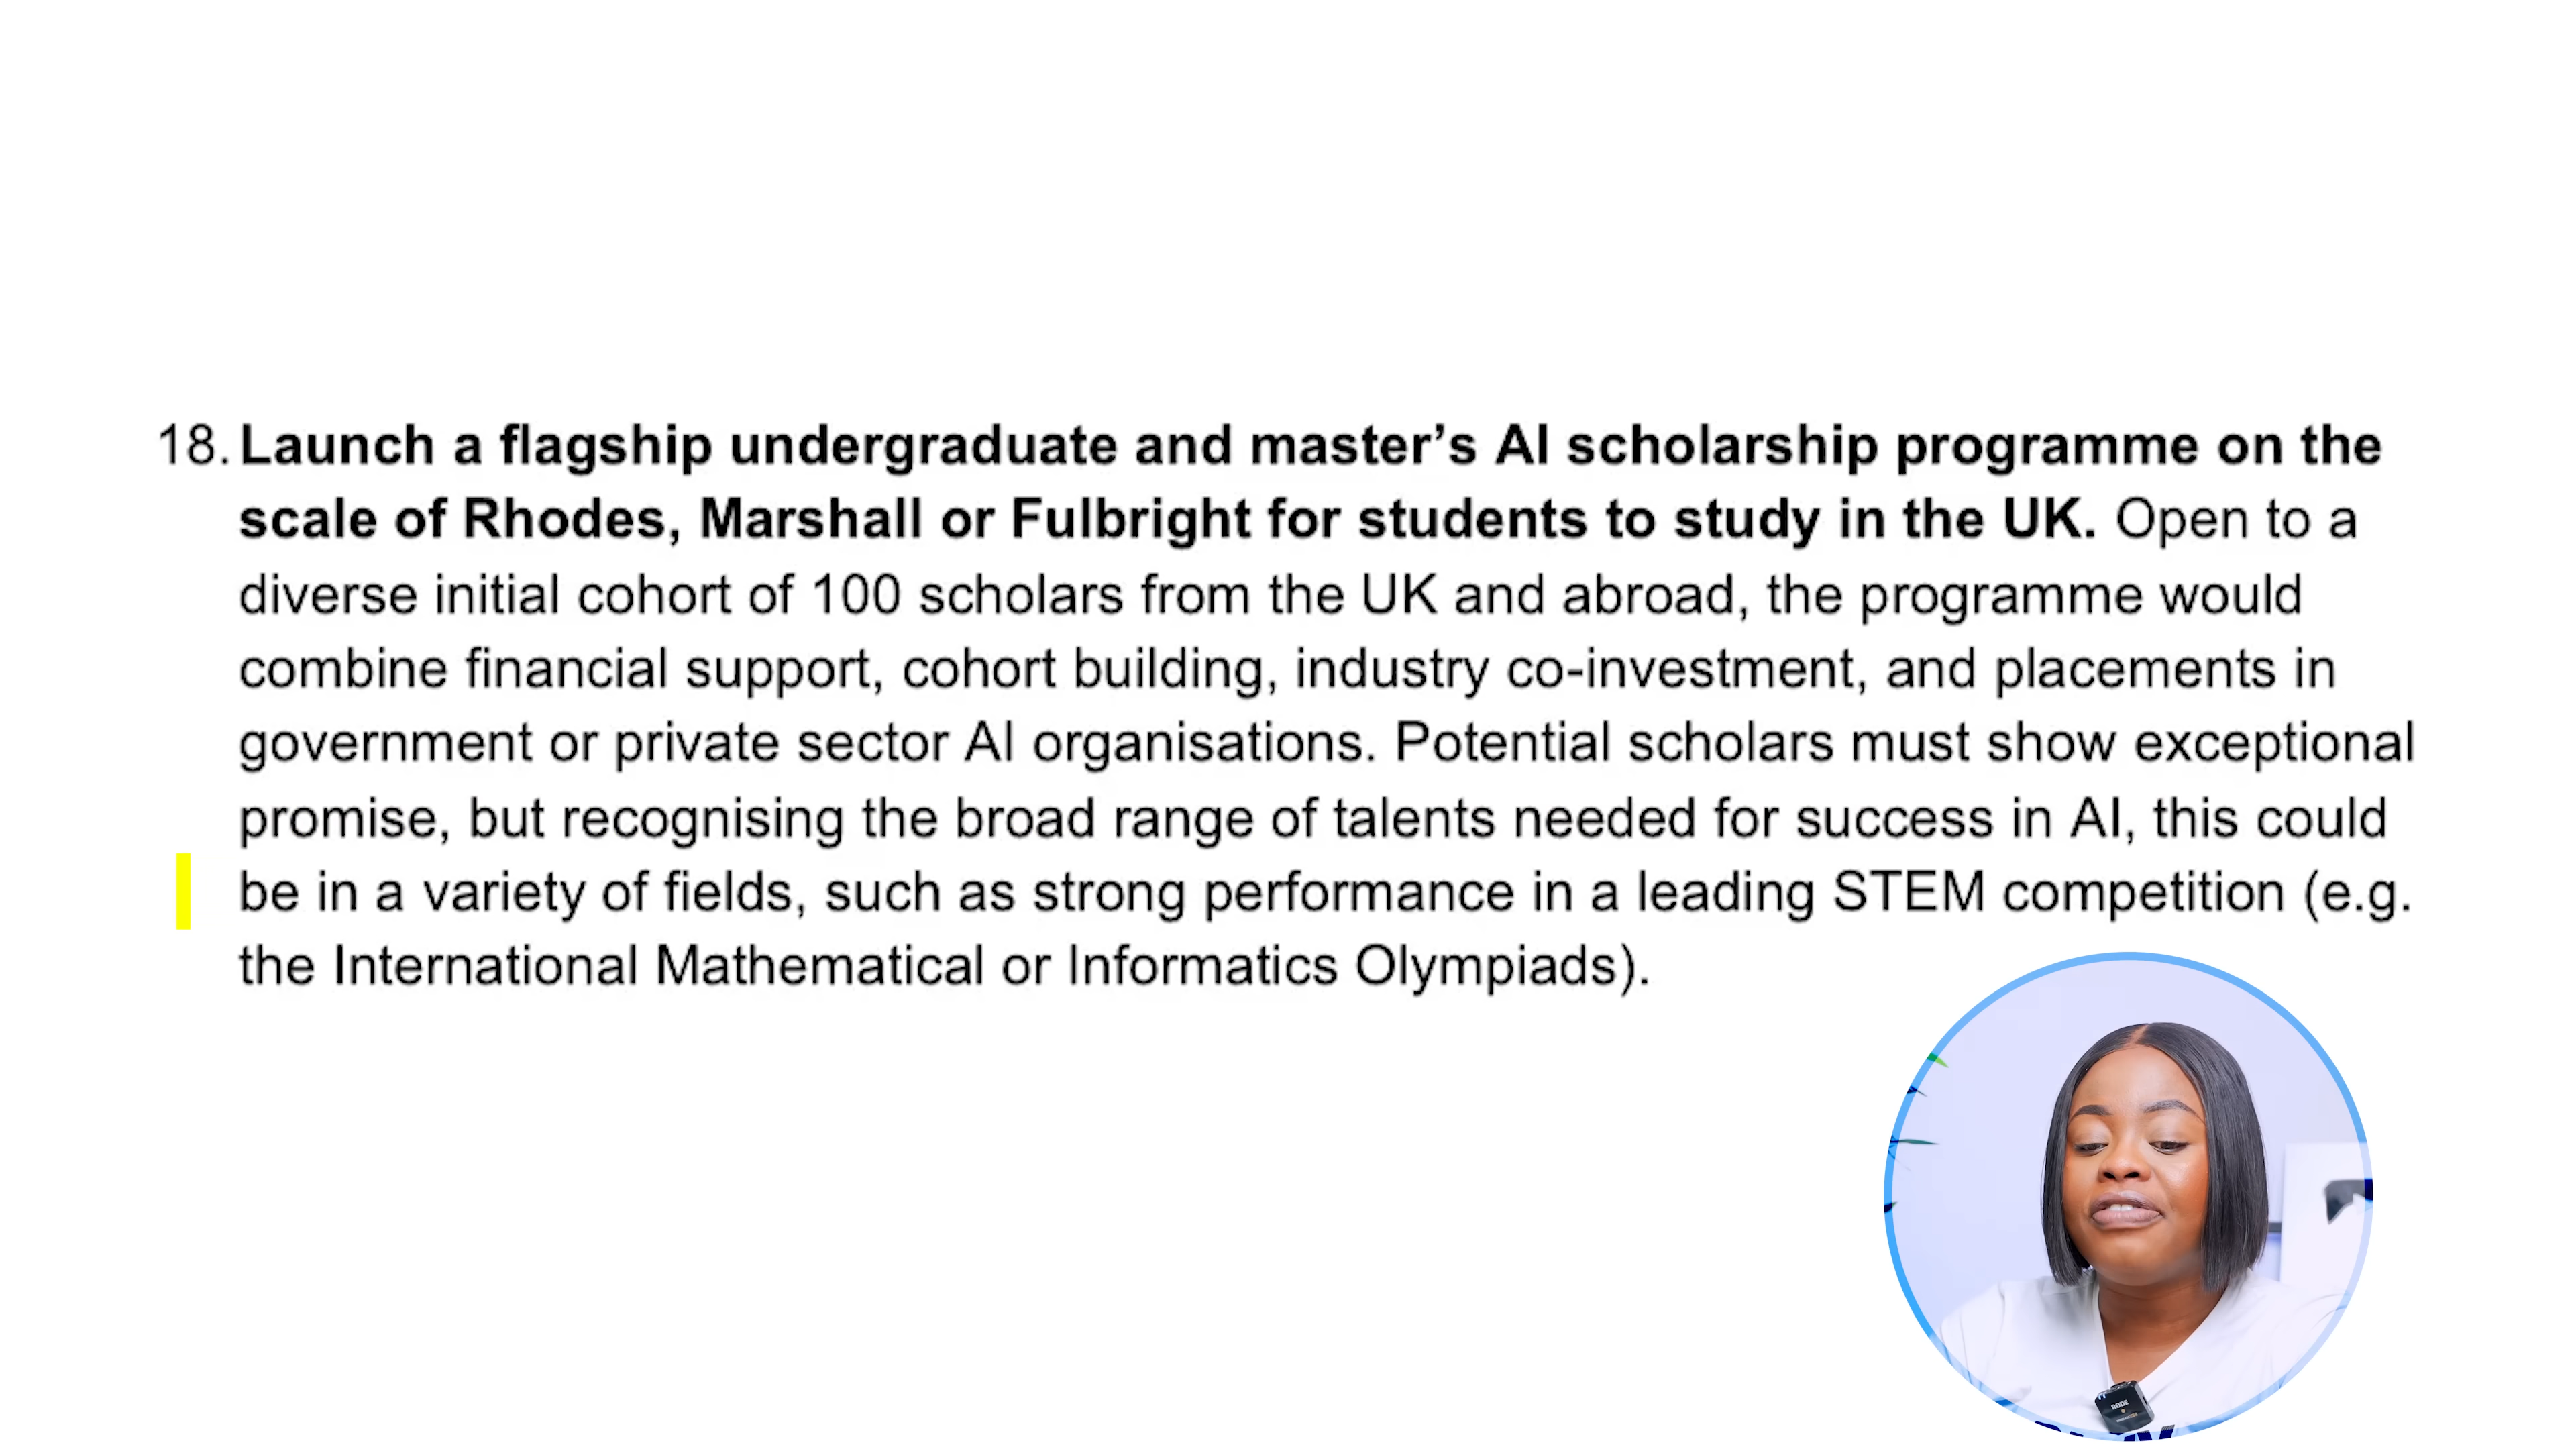 18. Launch a flagship undergraduate and master’s AI scholarship programme on the
scale of Rhodes, Marshall or Fulbright for students to study in the UK. Open to a
diverse initial cohort of 100 scholars from the UK and abroad, the programme would
combine financial support, cohort building, industry co-investment, and placements in
government or private sector AI organisations. Potential scholars must show exceptional
promise, but recognising the broad range of talents needed for success in AI, this could
be in a variety of fields, such as strong performance in a leading STEM competition (e.g.
the International Mathematical or Informatics Olympiads).
RØDE